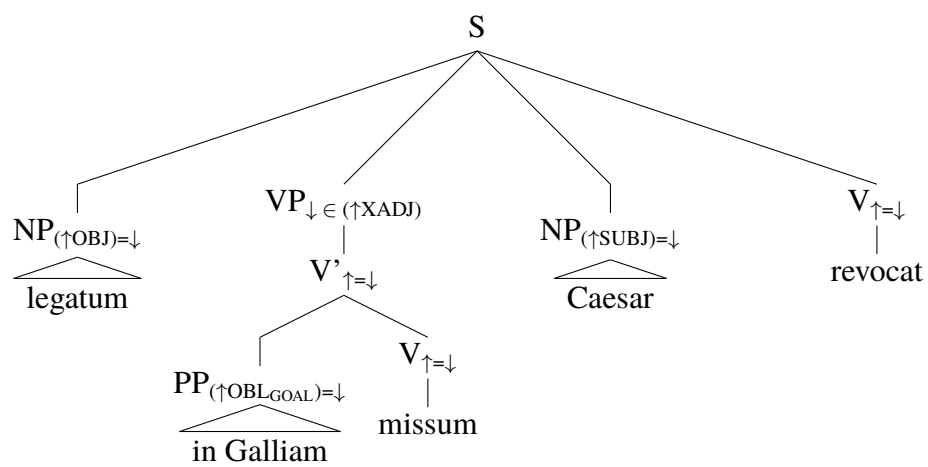 S
NP(↑OBJ)=↓ VP↓ ∈ (↑XADJ) NP(↑SUBJ)=↓ V↑=↓
legatum V’↑=↓ Caesar revocat
PP(↑OBLGOAL)=↓ V↑=↓
in Galliam missum